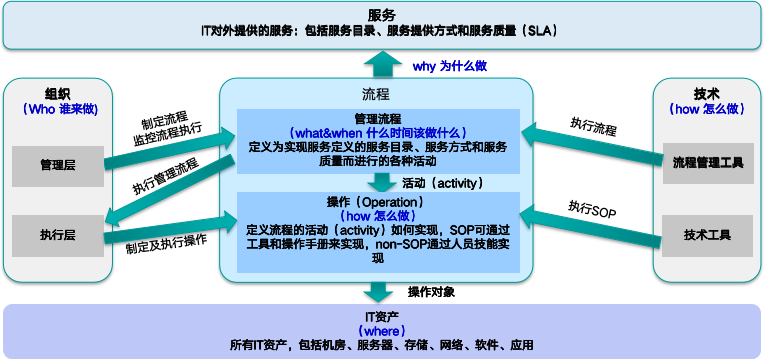 服务
IT对外提供的服务：包括服务目录、服务提供方式和服务质量（SLA）
why 为什么做
组织
（Who 谁来做)
管理层
执行层
制定流程
监控流程执行
执行管理流程
制定及执行操作
流程
管理流程
（what&when 什么时间该做什么）
定义为实现服务定义的服务目录、服务方式和服务
质量而进行的各种活动
活动（activity）
操作（Operation）
（how 怎么做）
定义流程的活动（activity）如何实现，SOP可通过
工具和操作手册来实现，non-SOP通过人员技能实
现
执行流程
执行SOP
技术
（how 怎么做）
流程管理工具
技术工具
操作对象
IT资产
（where）
所有IT资产，包括机房、服务器、存储、网络、软件、应用